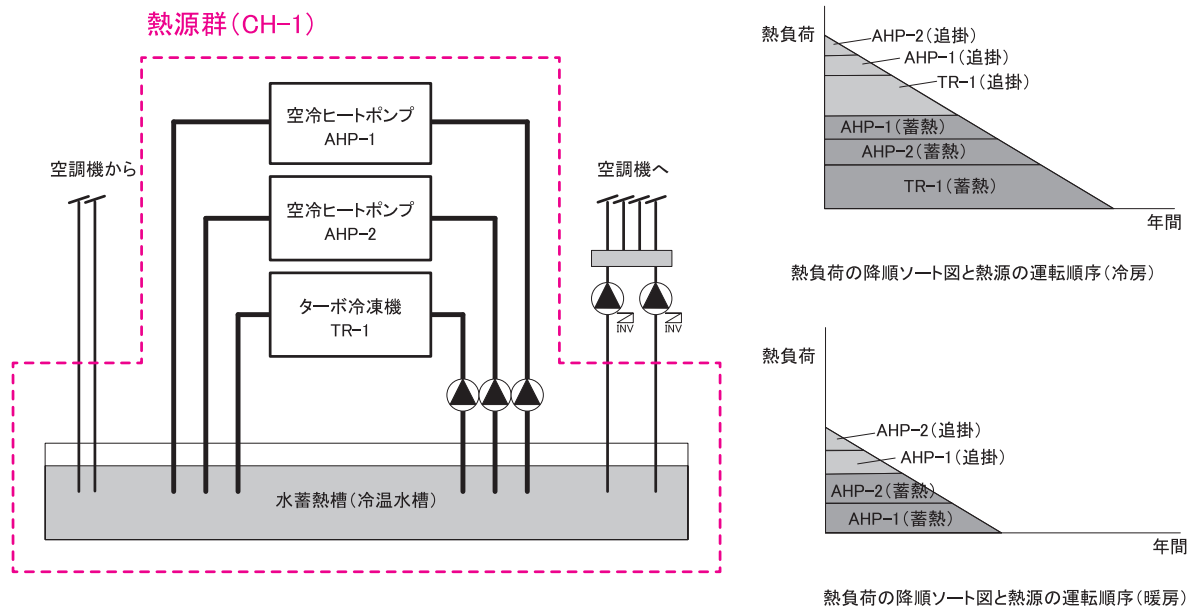 熱源群(CH-1)
空冷ヒートポンプ
AHP-1
空調機から
空冷ヒートポンプ
AHP-2
空調機へ
ターボ冷凍機
TR-1
INV
INV
水蓄熱槽(冷温水槽)
熱負荷
AHP-2(追掛)
AHP-1(追掛)
TR-1(追掛)
AHP-1(蓄熱)
AHP-2(蓄熱)
TR-1(蓄熱)
年間
熱負荷の降順ソート図と熱源の運転順序(冷房)
熱負荷
AHP-2(追掛)
AHP-1(追掛)
AHP-2(蓄熱)
AHP-1(蓄熱)
年間
熱負荷の降順ソート図と熱源の運転順序(暖房)